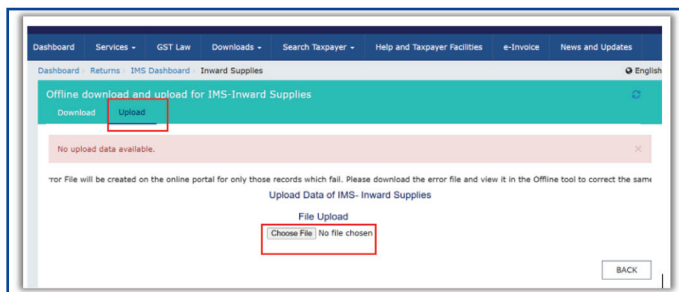 Dashboard Services GST Law Downloads Search Taxpayer Help and Taxpayer Facilities e-Invoice News and Updates
Dashboard Returns IMS Dashboard Inward Supplies English
Offline download and upload for IMS-Inward Supplies
Download Upload
No upload data available.
ror File will be created on the online portal for only those records which fail. Please download the error file and view it in the Offline tool to correct the same
Upload Data of IMS- Inward Supplies
File Upload
Choose File No file chosen
BACK